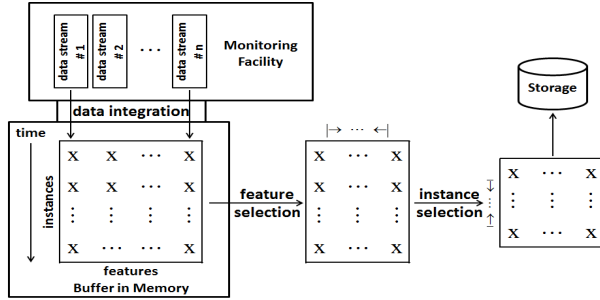 data stream
# 1
data stream
# 2
...
data stream
# n
Monitoring
Facility
data integration
time
instances
X X ... X
X X ... X
⋮ ⋮ ⋮ ⋮
X ... ... X
features
Buffer in Memory
feature
selection
|→ ... ←|
X ... X
X ... X
⋮ ⋮ ⋮
X ... X
instance
selection
X ... X
⋮ ⋮ ⋮
X ... X
Storage